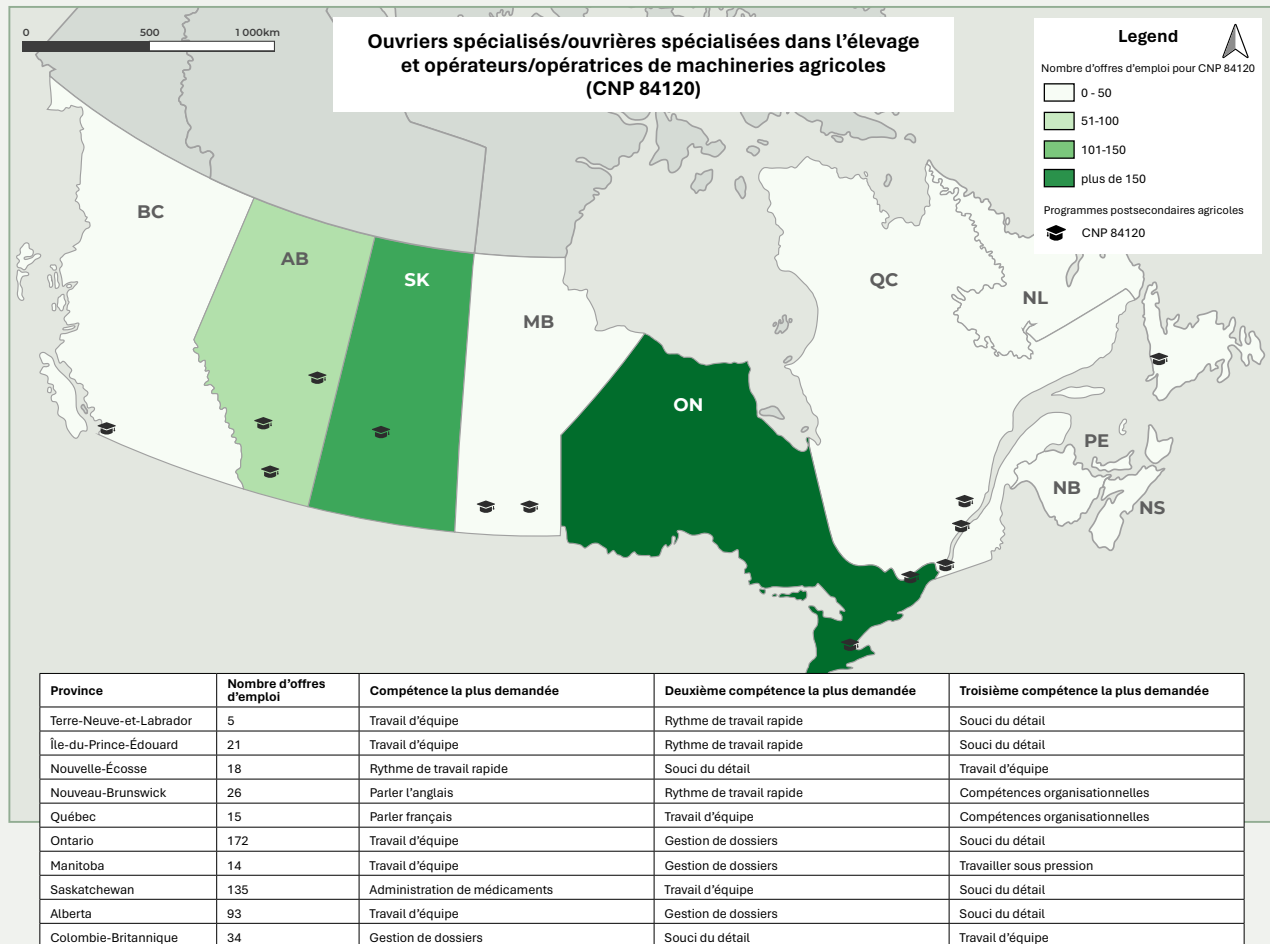 0 500 1 000km
Ouvriers spécialisés/ouvrières spécialisées dans l'élevage
et opérateurs/opératrices de machineries agricoles
(CNP 84120)
Legend
Nombre d'offres d'emploi pour CNP 84120
0 - 50
51-100
101-150
plus de 150
Programmes postsecondaires agricoles
CNP 84120
BC
AB
SK
MB
ON
QC
NL
PE
NB
NS
Province Nombre d'offres d'emploi Compétence la plus demandée Deuxième compétence la plus demandée Troisième compétence la plus demandée
Terre-Neuve-et-Labrador 5 Travail d'équipe Rythme de travail rapide Souci du détail
Île-du-Prince-Édouard 21 Travail d'équipe Rythme de travail rapide Souci du détail
Nouvelle-Écosse 18 Rythme de travail rapide Souci du détail Travail d'équipe
Nouveau-Brunswick 26 Parler l'anglais Rythme de travail rapide Compétences organisationnelles
Québec 15 Parler français Travail d'équipe Compétences organisationnelles
Ontario 172 Travail d'équipe Gestion de dossiers Souci du détail
Manitoba 14 Travail d'équipe Gestion de dossiers Travailler sous pression
Saskatchewan 135 Administration de médicaments Travail d'équipe Souci du détail
Alberta 93 Travail d'équipe Gestion de dossiers Souci du détail
Colombie-Britannique 34 Gestion de dossiers Souci du détail Travail d'équipe